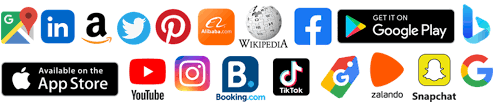 in
a
Alibaba.com
WIKIPEDIA
f
GET IT ON
Google Play
b
Available on the
App Store
YouTube
B.
Booking.com
TikTok
zalando
Snapchat
G